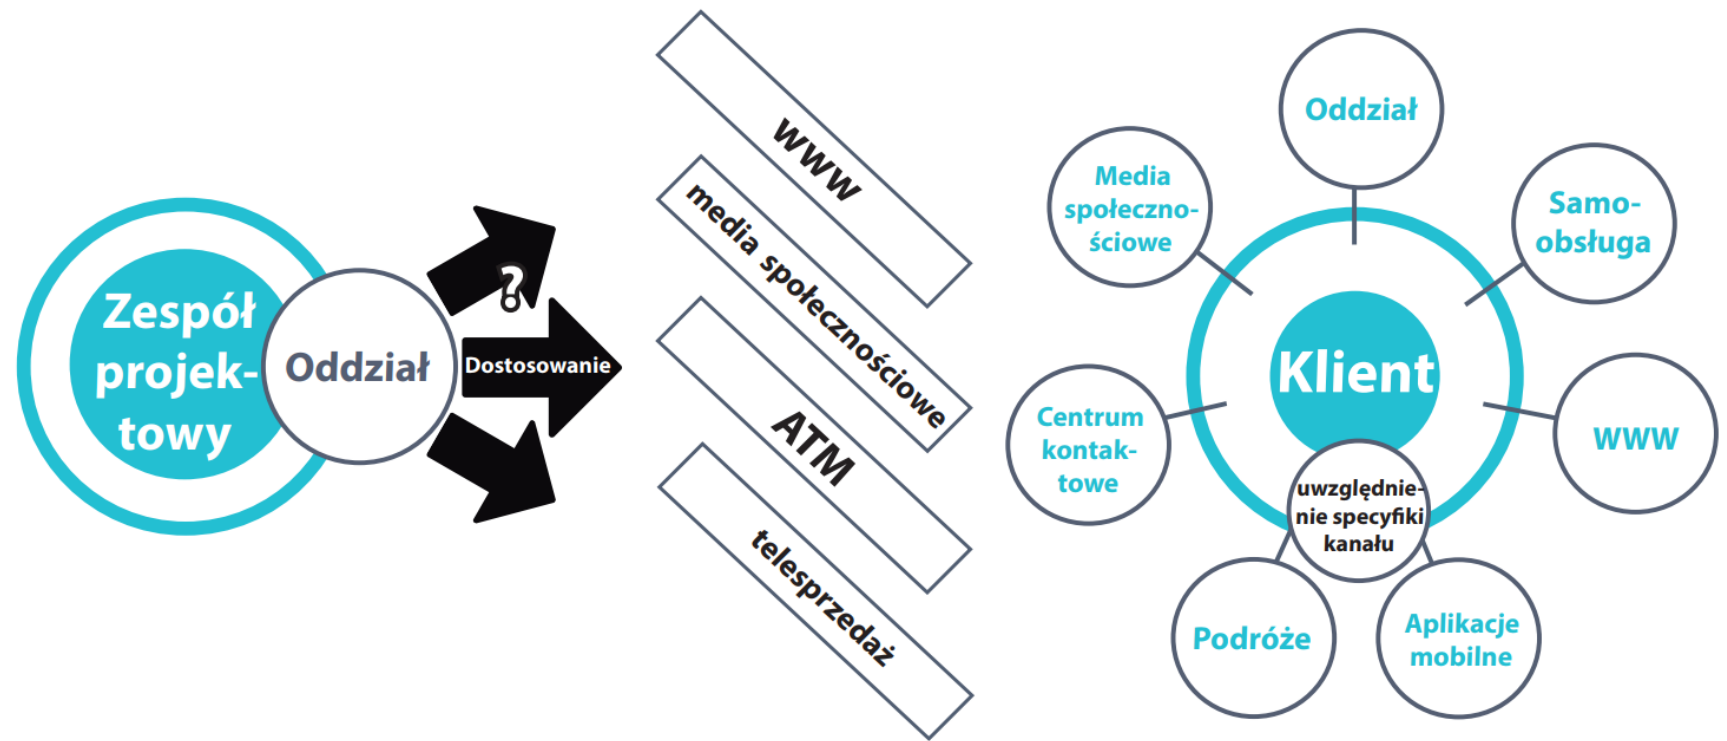 Zespół
projek-
towy
Oddział
?
Dostosowanie
www
media społecznościowe
ATM
telesprzedaż
Oddział
Media
społeczno-
ściowe
Samo-
obsługa
Klient
Centrum
kontak-
towe
WWW
uwzględnie-
nie specyfiki
kanału
Podróże
Aplikacje
mobilne